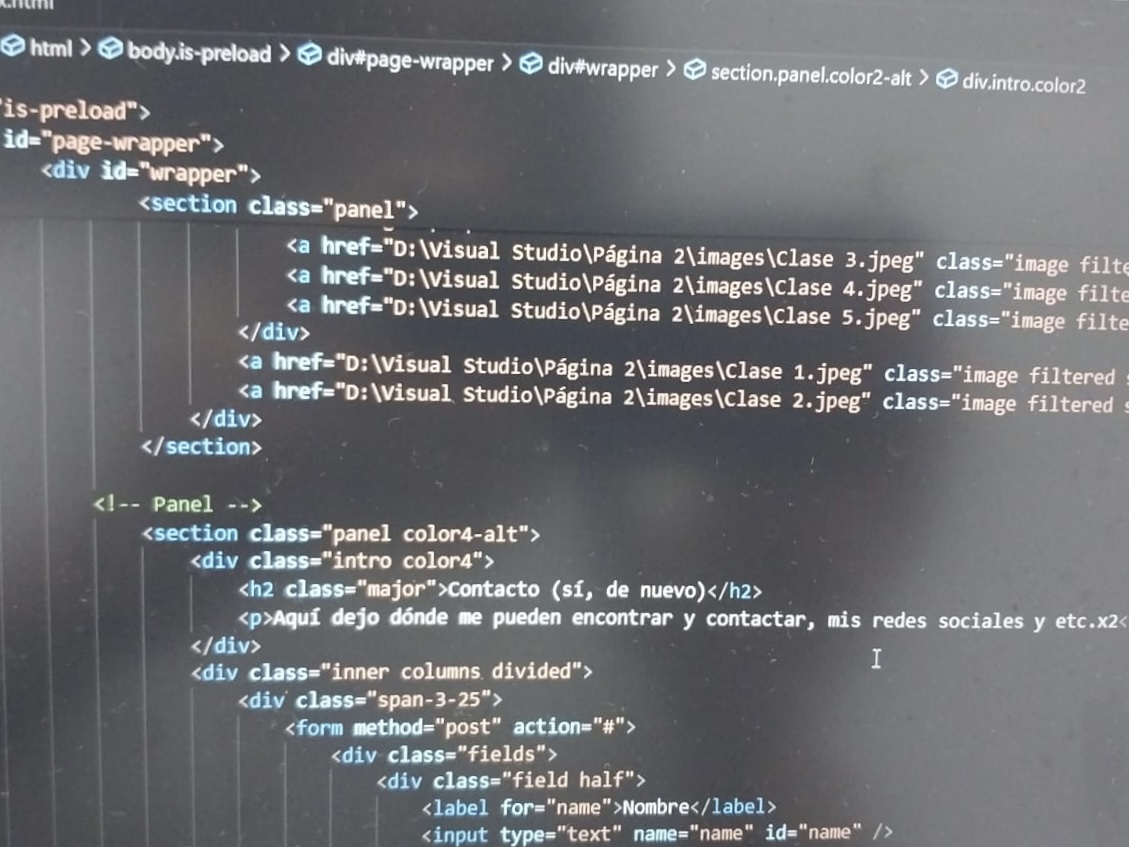 html > body.is-preload > div#page-wrapper > div#wrapper > section.panel.color2-alt > div.intro.color2
is-preload">
id="page-wrapper">
<div id="wrapper">
<section class="panel">
<a href="D:\Visual Studio\Página 2\images\Clase 3.jpeg" class="image filte
<a href="D:\Visual Studio\Página 2\images\Clase 4.jpeg" class="image filte
<a href="D:\Visual Studio\Página 2\images\Clase 5.jpeg" class="image filte
</div>
<a href="D:\Visual Studio\Página 2\images\Clase 1.jpeg" class="image filtered s
<a href="D:\Visual Studio\Página 2\images\Clase 2.jpeg" class="image filtered s
</div>
</section>
<!-- Panel -->
<section class="panel color4-alt">
<div class="intro color4">
<h2 class="major">Contacto (sí, de nuevo)</h2>
<p>Aquí dejo dónde me pueden encontrar y contactar, mis redes sociales y etc.x2<
</div>
<div class="inner columns divided">
<div class="span-3-25">
<form method="post" action="#">
<div class="fields">
<div class="field half">
<label for="name">Nombre</label>
<input type="text" name="name" id="name" />